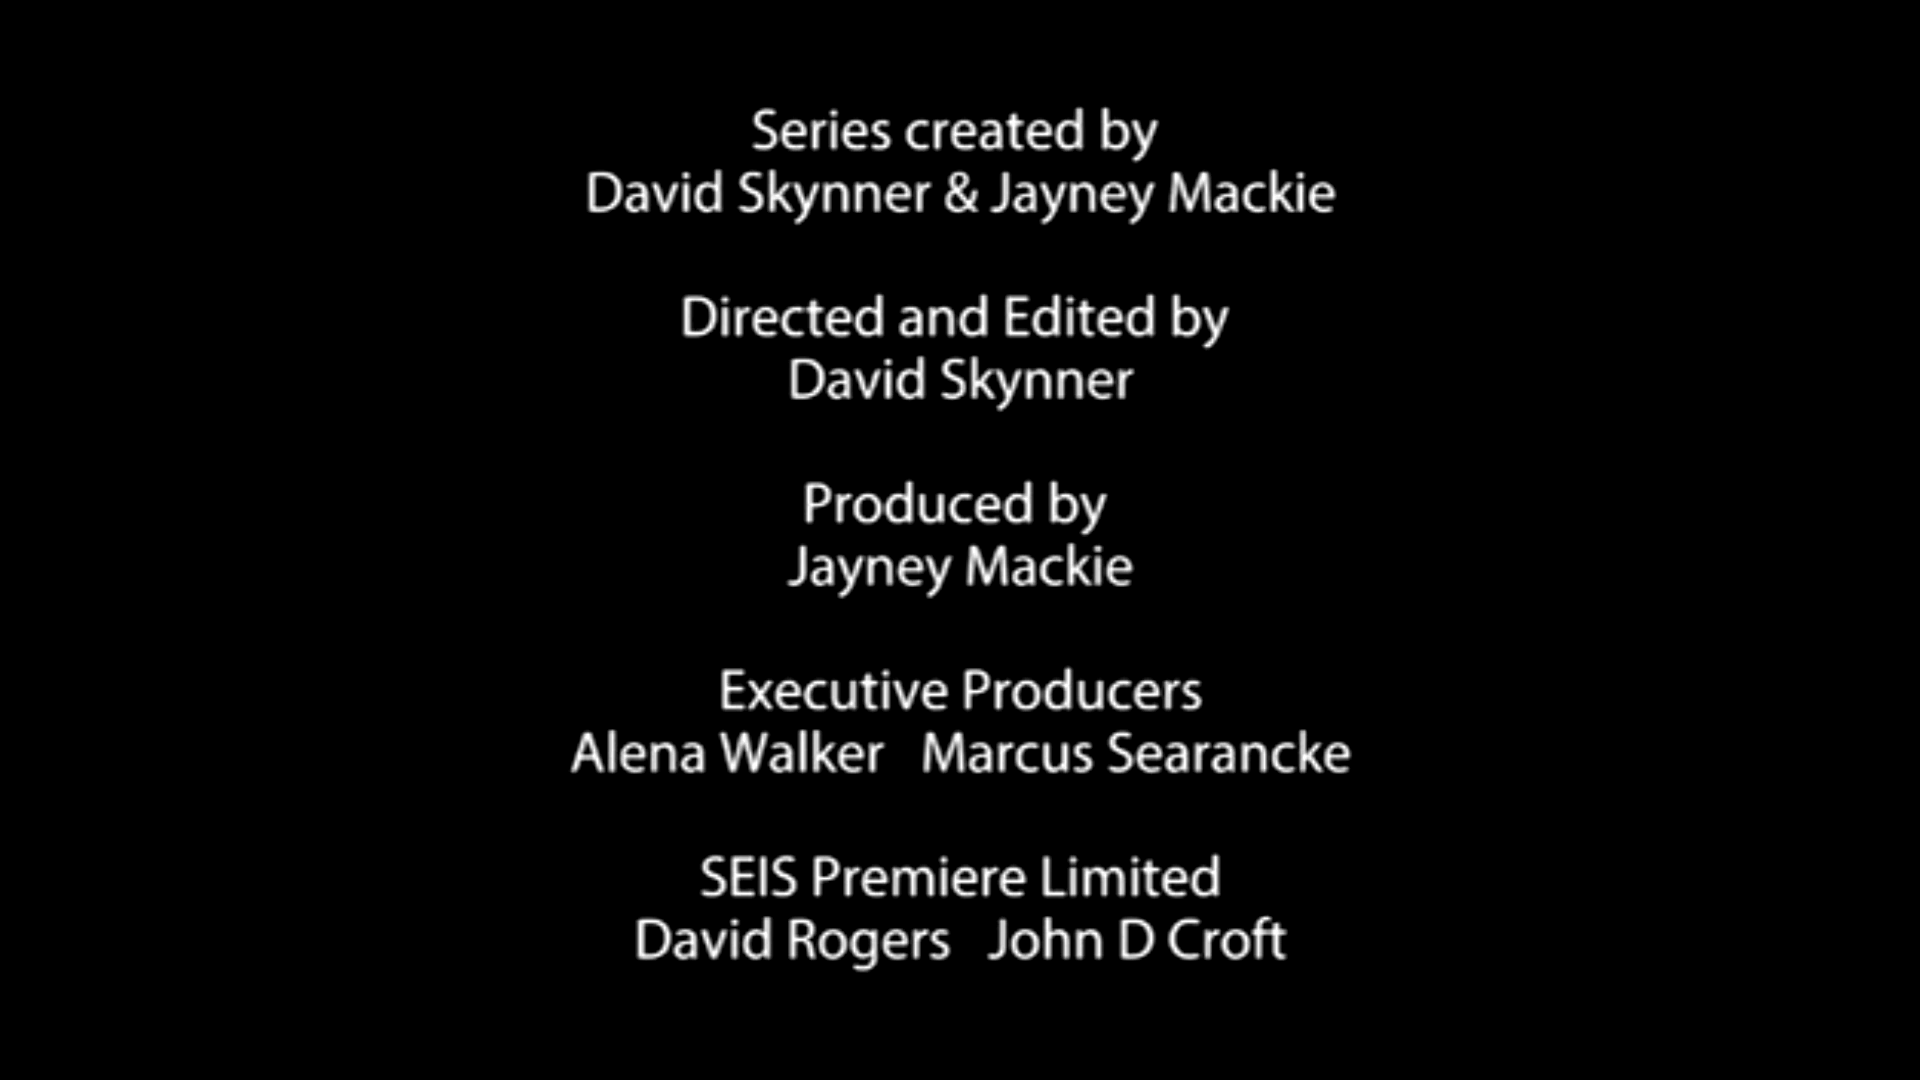 Series created by
David Skynner & Jayney Mackie
Directed and Edited by
David Skynner
Produced by
Jayney Mackie
Executive Producers
Alena Walker Marcus Searancke
SEIS Premiere Limited
David Rogers John D Croft